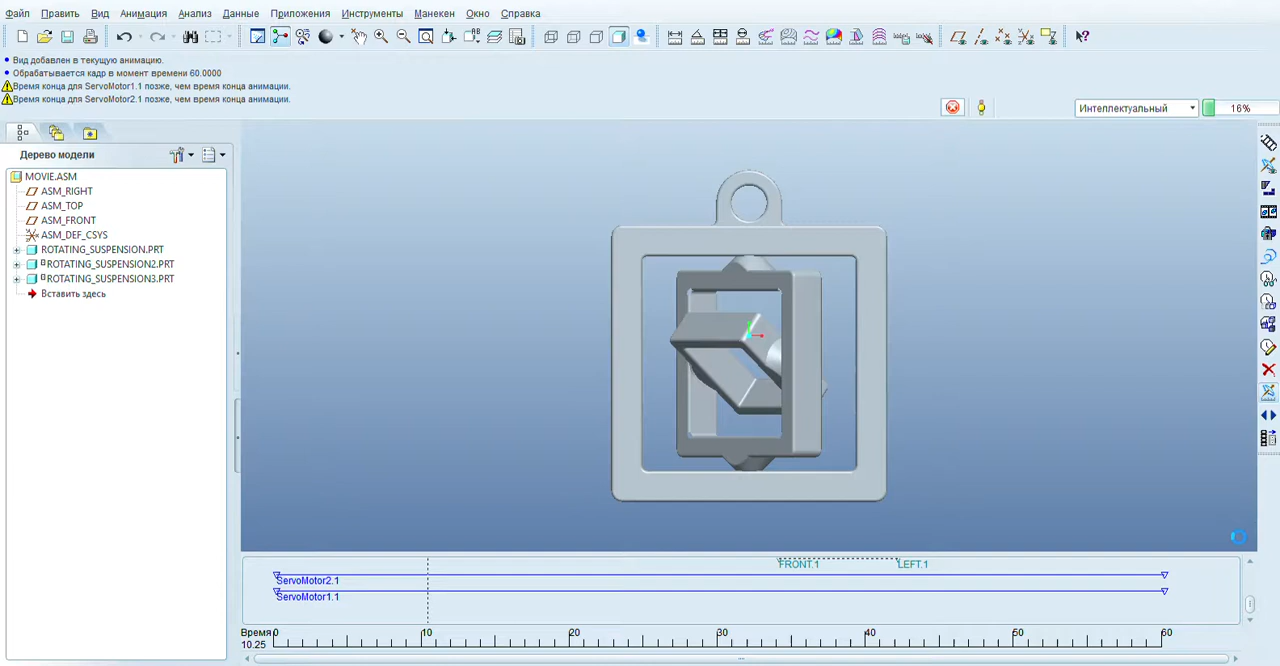 Файл Править Вид Анимация Анализ Данные Приложения Инструменты Манекен Окно Справка
Вид добавлен в текущую анимацию.
Обрабатывается кадр в момент времени 60.0000
Время конца для ServoMotor1.1 позже, чем время конца анимации.
Время конца для ServoMotor2.1 позже, чем время конца анимации.
Интеллектуальный 16%
Дерево модели
MOVIE.ASM
ASM_RIGHT
ASM_TOP
ASM_FRONT
ASM_DEF_CSYS
ROTATING_SUSPENSION.PRT
ROTATING_SUSPENSION2.PRT
ROTATING_SUSPENSION3.PRT
Вставить здесь
FRONT.1 LEFT.1
ServoMotor2.1
ServoMotor1.1
Время 0 10 20 30 40 50 60
10.25